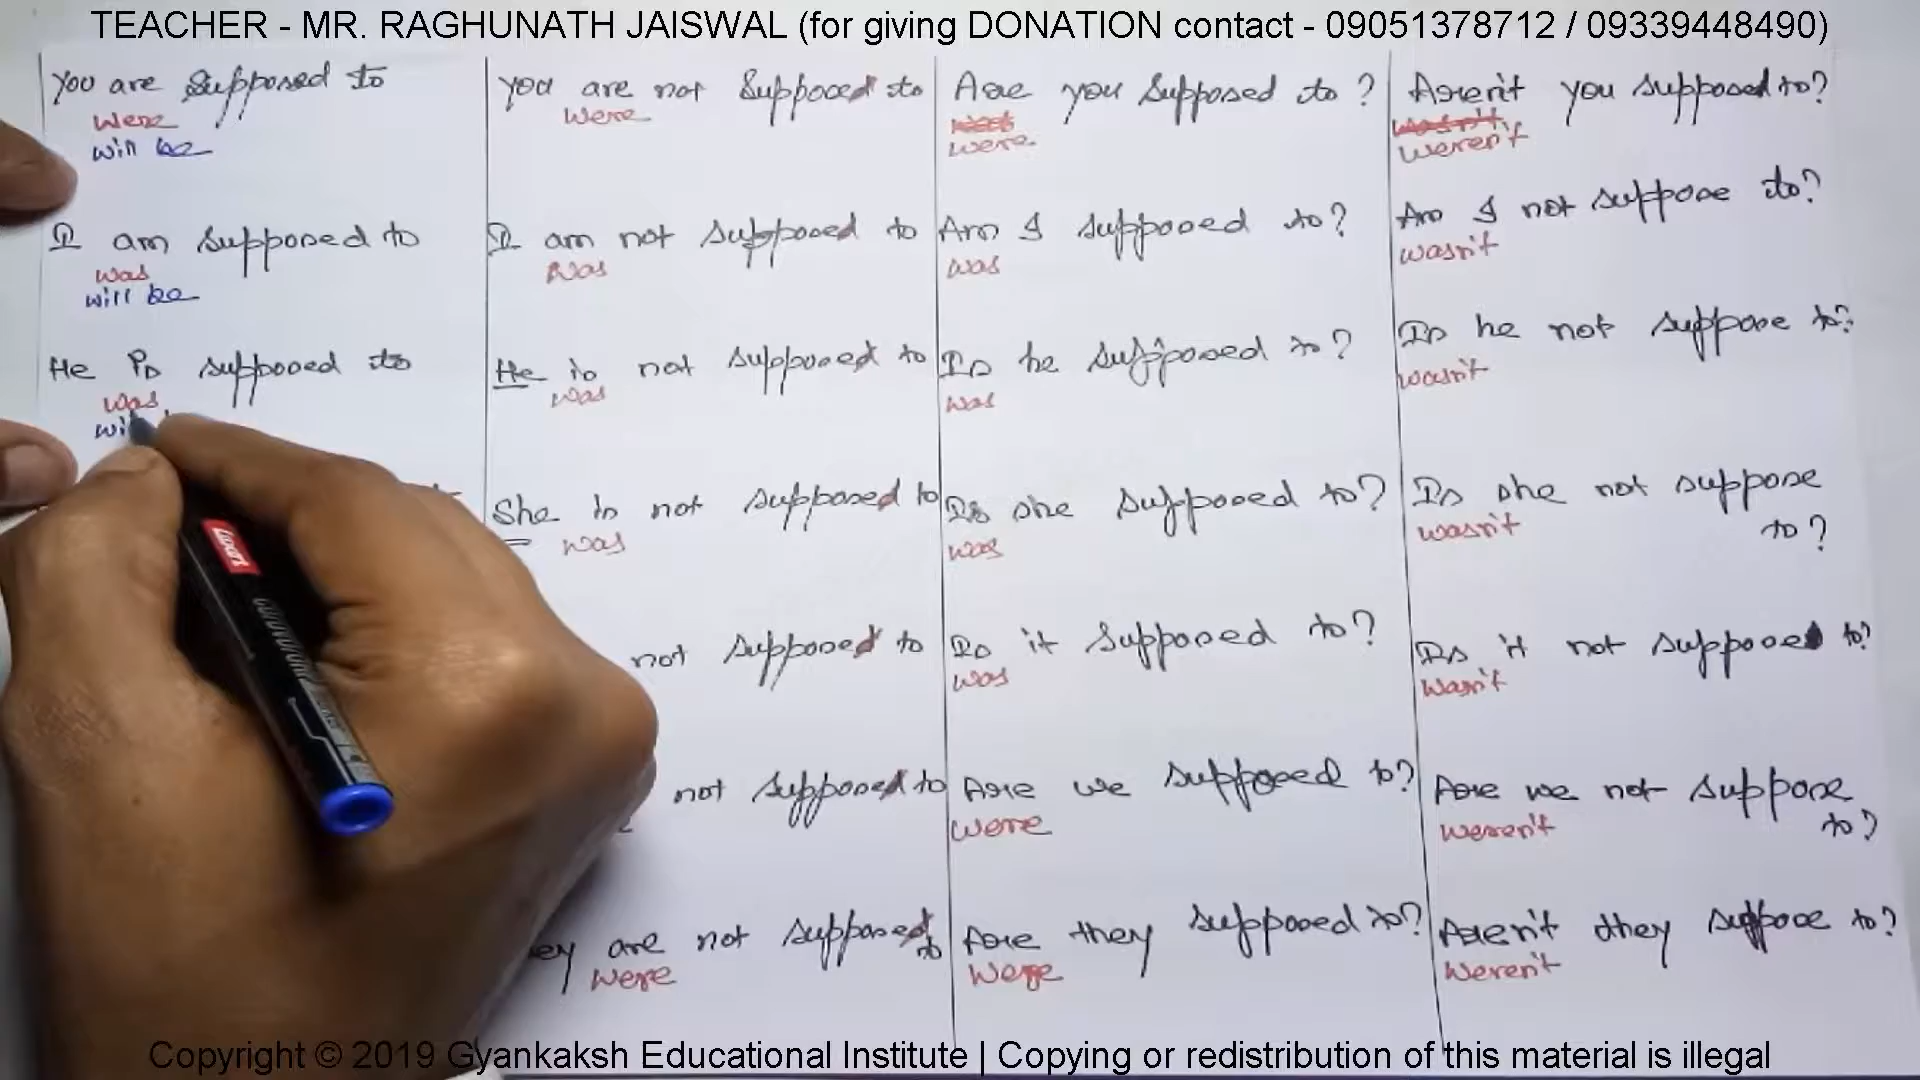 TEACHER - MR. RAGHUNATH JAISWAL (for giving DONATION contact - 09051378712 / 09339448490)
You are supposed to
were
will be
I am supposed to
was
will be
He is supposed to
was
You are not supposed to
were
I am not supposed to
was
He is not supposed to
was
She is not supposed to
was
not supposed to
not supposed to
are not supposed to
were
Are you supposed to?
were
Am I supposed to?
was
Is he supposed to?
was
Is she supposed to?
was
Is it supposed to?
was
Are we supposed to?
were
Are they supposed to?
were
Aren't you supposed to?
weren't
Am I not suppose to?
wasn't
Is he not suppose to?
wasn't
Is she not suppose
to?
wasn't
Is it not suppose to?
wasn't
Are we not suppose
to?
weren't
Aren't they suppose to?
weren't
Copyright © 2019 Gyankaksh Educational Institute | Copying or redistribution of this material is illegal